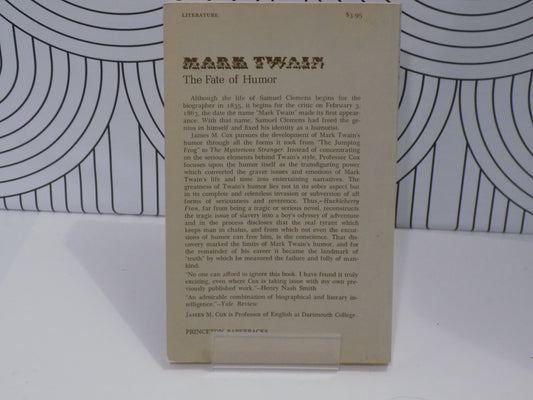 LITERATURE $3.95
MARK TWAIN
The Fate of Humor
Although the life of Samuel Clemens begins for the
biographer in 1835, it begins for the critic on February 3,
1863, the date the name 'Mark Twain' made its first appear-
ance. With that name, Samuel Clemens had freed the ge-
nius in himself and fixed his identity as a humorist.
James M. Cox pursues the development of Mark Twain's
humor through all the forms it took from "The Jumping
Frog" to The Mysterious Stranger. Instead of concentrating
on the serious elements behind Twain's style, Professor Cox
focuses upon the humor itself as the transfiguring power
which converted the graver issues and emotions of Mark
Twain's life and time into entertaining narratives. The
greatness of Twain's humor lies not in its sober aspect but
in its complete and relentless invasion or subversion of all
forms of seriousness and reverence. Thus, Huckleberry
Finn, far from being a tragic or serious novel, reconstructs
the tragic issue of slavery into a boy's odyssey of adventure
and in the process discloses that the real tyrant which
keeps man in chains, and from which not even the excur-
sions of humor can free him, is the conscience. That dis-
covery marked the limits of Mark Twain's humor, and for
the remainder of his career it became the landmark of
'truth' by which he measured the failure and folly of man-
kind.
"No one can afford to ignore this book. I have found it truly
exciting, even where Cox is taking issue with my own pre-
viously published work."—Henry Nash Smith
"An admirable combination of biographical and literary in-
telligence."—Yale Review
JAMES M. COX is Professor of English at Dartmouth College.
PRINCETON PAPERBACKS